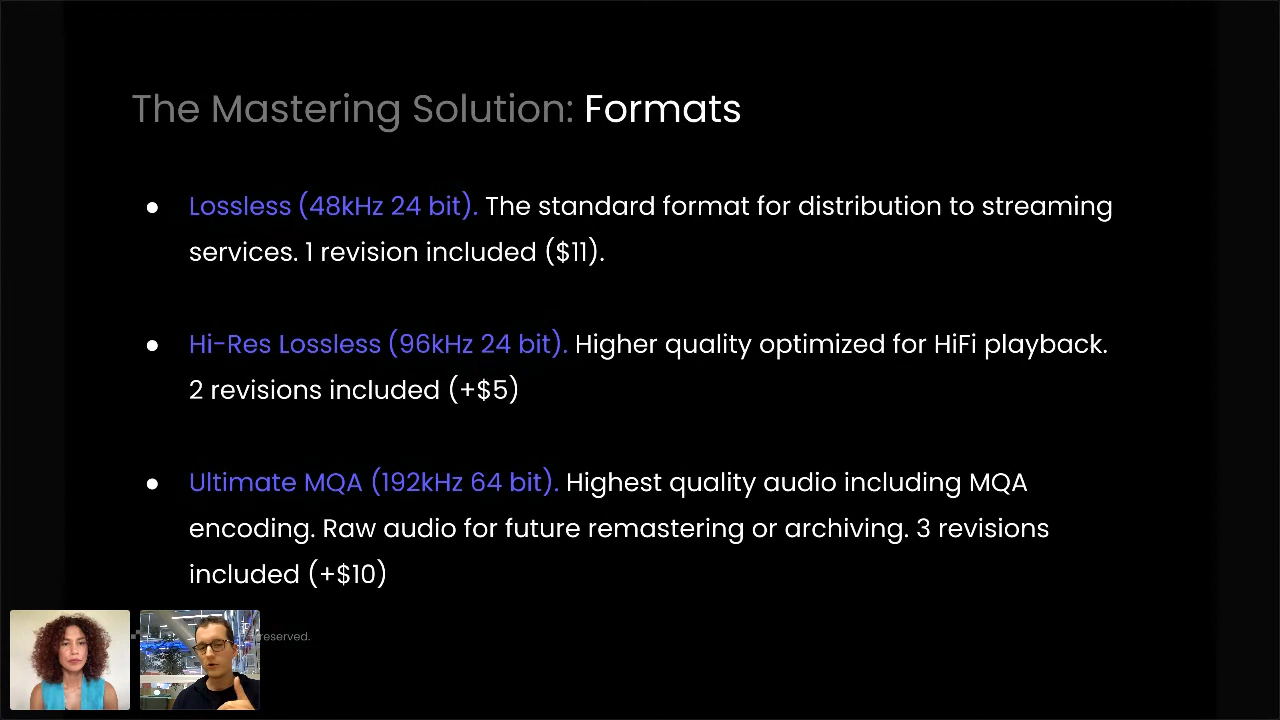 The Mastering Solution: Formats
● Lossless (48kHz 24 bit). The standard format for distribution to streaming
services. 1 revision included ($11).
● Hi-Res Lossless (96kHz 24 bit). Higher quality optimized for HiFi playback.
2 revisions included (+$5)
● Ultimate MQA (192kHz 64 bit). Highest quality audio including MQA
encoding. Raw audio for future remastering or archiving. 3 revisions
included (+$10)
reserved.